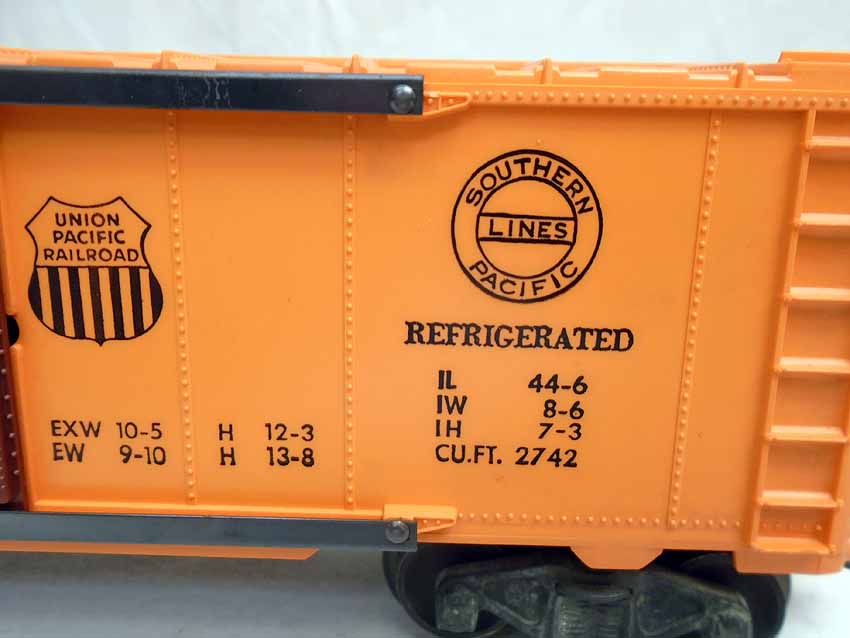 UNION
PACIFIC
RAILROAD
EXW 10-5 H 12-3
EW 9-10 H 13-8
SOUTHERN
LINES
PACIFIC
REFRIGERATED
IL 44-6
IW 8-6
IH 7-3
CU.FT. 2742